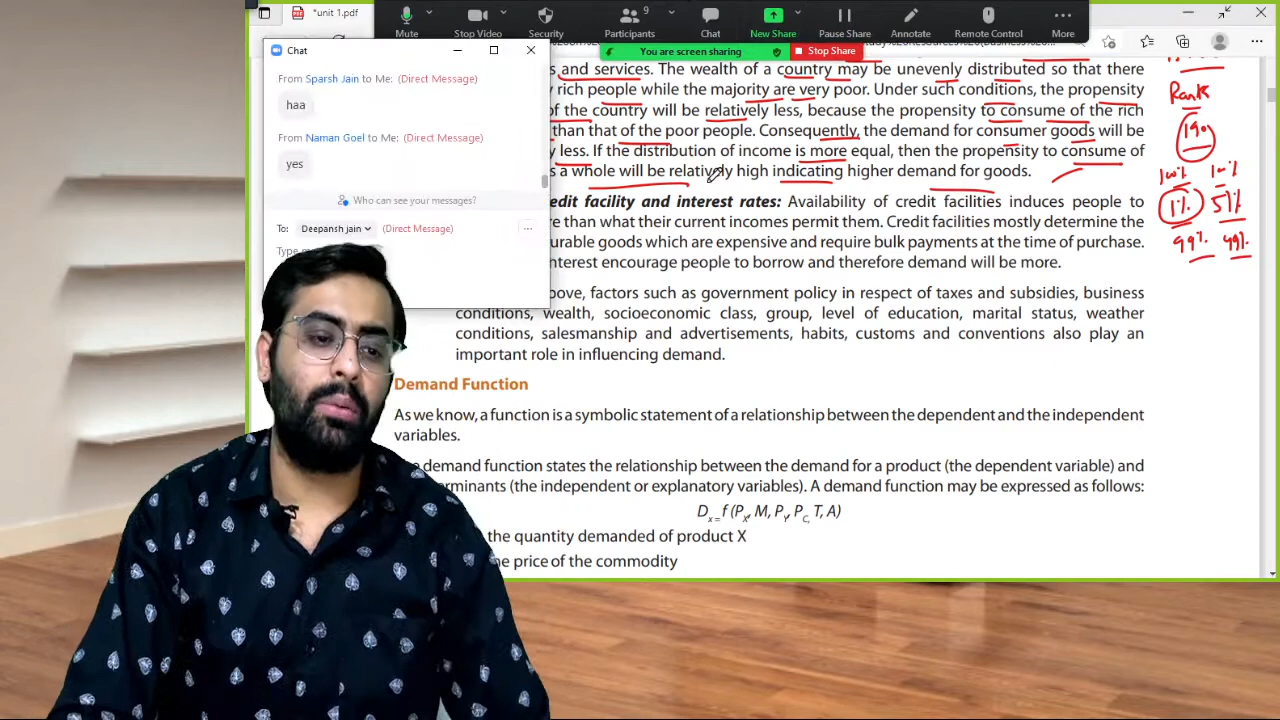 *unit 1.pdf
9
Mute
Stop Video
Security
Participants
Chat
New Share
Pause Share
Annotate
Remote Control
More
You are screen sharing
Stop Share
Chat
From Sparsh Jain to Me: (Direct Message)
haa
From Naman Goel to Me: (Direct Message)
yes
Who can see your messages?
To: Deepansh jain (Direct Message)
and services. The wealth of a country may be unevenly distributed so that there
rich people while the majority are very poor. Under such conditions, the propensity
of the country will be relatively less, because the propensity to consume of the rich
than that of the poor people. Consequently, the demand for consumer goods will be
less. If the distribution of income is more equal, then the propensity to consume of
a whole will be relatively high indicating higher demand for goods.
facility and interest rates: Availability of credit facilities induces people to
than what their current incomes permit them. Credit facilities mostly determine the
goods which are expensive and require bulk payments at the time of purchase.
interest encourage people to borrow and therefore demand will be more.
factors such as government policy in respect of taxes and subsidies, business
conditions, wealth, socioeconomic class, group, level of education, marital status, weather
conditions, salesmanship and advertisements, habits, customs and conventions also play an
important role in influencing demand.
Demand Function
As we know, a function is a symbolic statement of a relationship between the dependent and the independent
variables.
demand function states the relationship between the demand for a product (the dependent variable) and
(the independent or explanatory variables). A demand function may be expressed as follows:
Dx= f (PX, M, PY, PC, T, A)
the quantity demanded of product X
price of the commodity
Rank
190
100% 100%
1% 51%
99% 49%